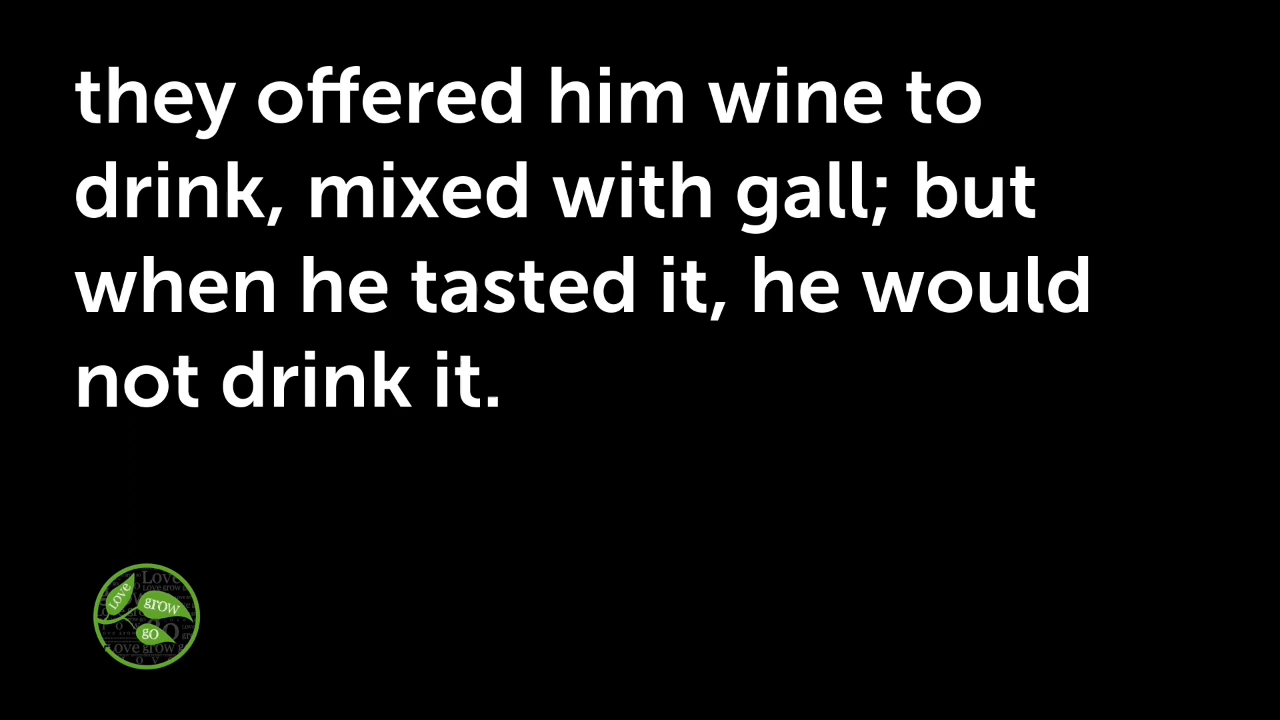 they offered him wine to
drink, mixed with gall; but
when he tasted it, he would
not drink it.
Love
grow
go